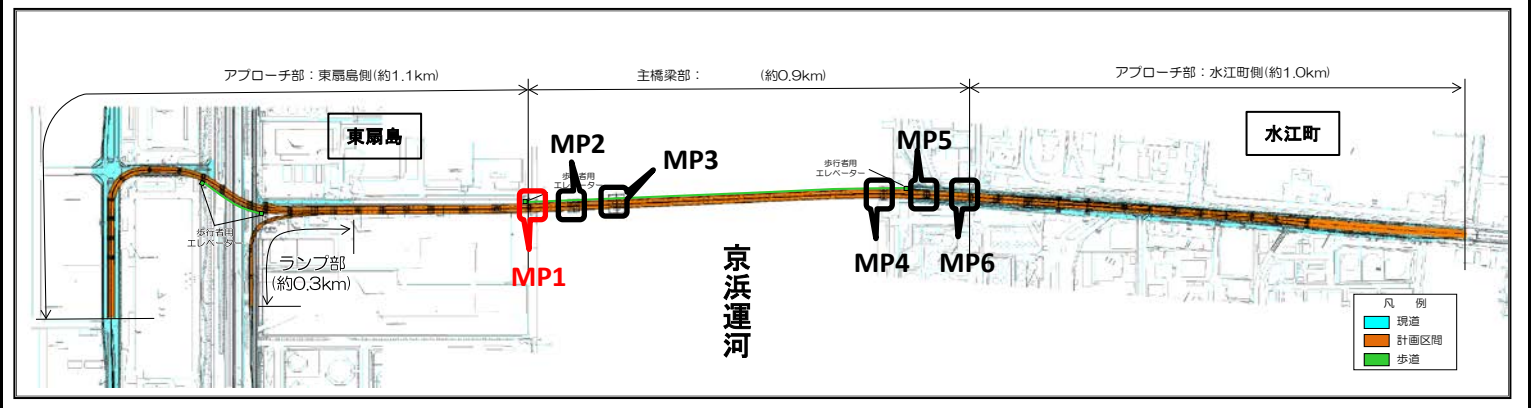 アプローチ部：東扇島側(約1.1km)
主橋梁部： (約0.9km)
アプローチ部：水江町側(約1.0km)
東扇島
水江町
MP2
MP3
MP5
歩行者用
エレベーター
歩行者用
エレベーター
歩行者用
エレベーター
ランプ部
(約0.3km)
MP1
京浜運河
MP4
MP6
凡 例
現道
計画区間
歩道